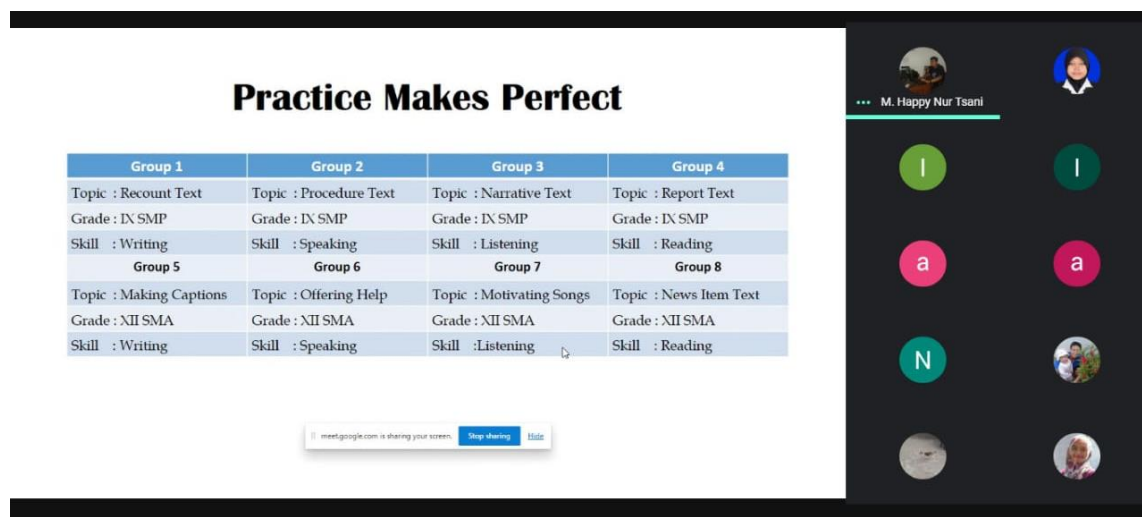 Practice Makes Perfect
Group 1 Group 2 Group 3 Group 4
Topic : Recount Text Topic : Procedure Text Topic : Narrative Text Topic : Report Text
Grade : IX SMP Grade : IX SMP Grade : IX SMP Grade : IX SMP
Skill : Writing Skill : Speaking Skill : Listening Skill : Reading
Group 5 Group 6 Group 7 Group 8
Topic : Making Captions Topic : Offering Help Topic : Motivating Songs Topic : News Item Text
Grade : XII SMA Grade : XII SMA Grade : XII SMA Grade : XII SMA
Skill : Writing Skill : Speaking Skill :Listening Skill : Reading
meet.google.com is sharing your screen. Stop sharing Hide
M. Happy Nur Tsani
I I
a a
N